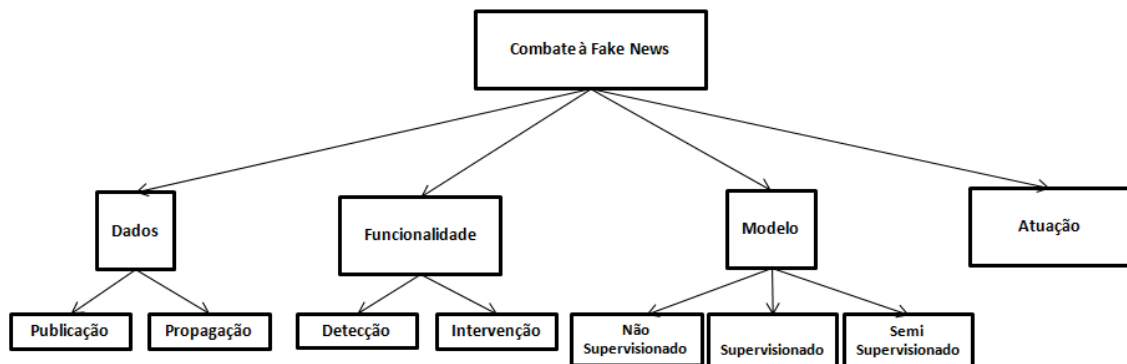 Combate à Fake News
Dados
Funcionalidade
Modelo
Atuação
Publicação
Propagação
Detecção
Intervenção
Não
Supervisionado
Supervisionado
Semi
Supervisionado